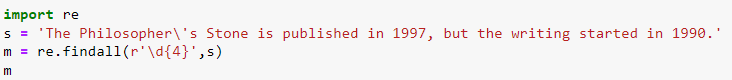 import re
s = 'The Philosopher\'s Stone is published in 1997, but the writing started in 1990.'
m = re.findall(r'\d{4}',s)
m